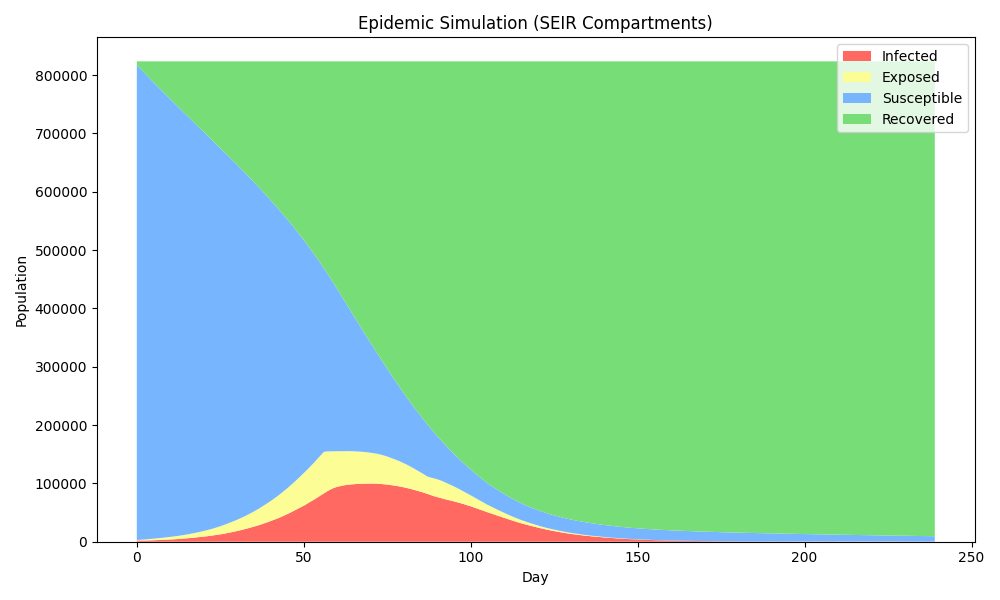 Epidemic Simulation (SEIR Compartments)
Infected
Exposed
Susceptible
Recovered
Population
800000
700000
600000
500000
400000
300000
200000
100000
0
0 50 100 150 200 250
Day